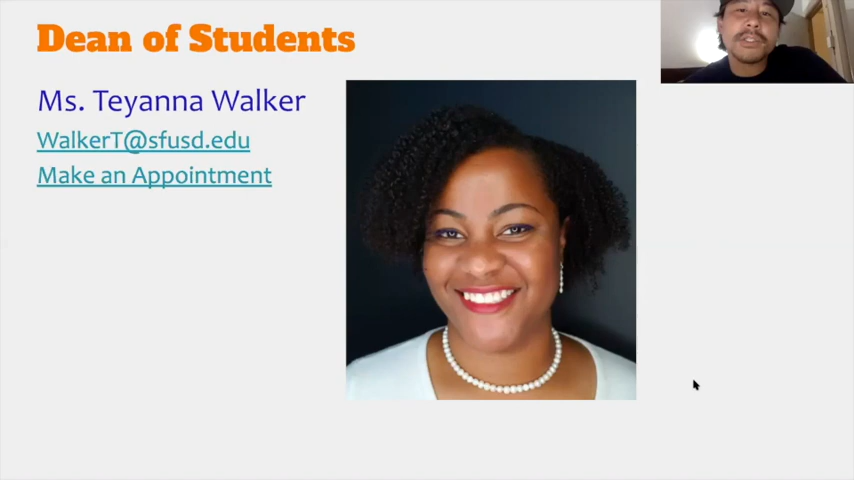 Dean of Students
Ms. Teyanna Walker
WalkerT@sfusd.edu
Make an Appointment